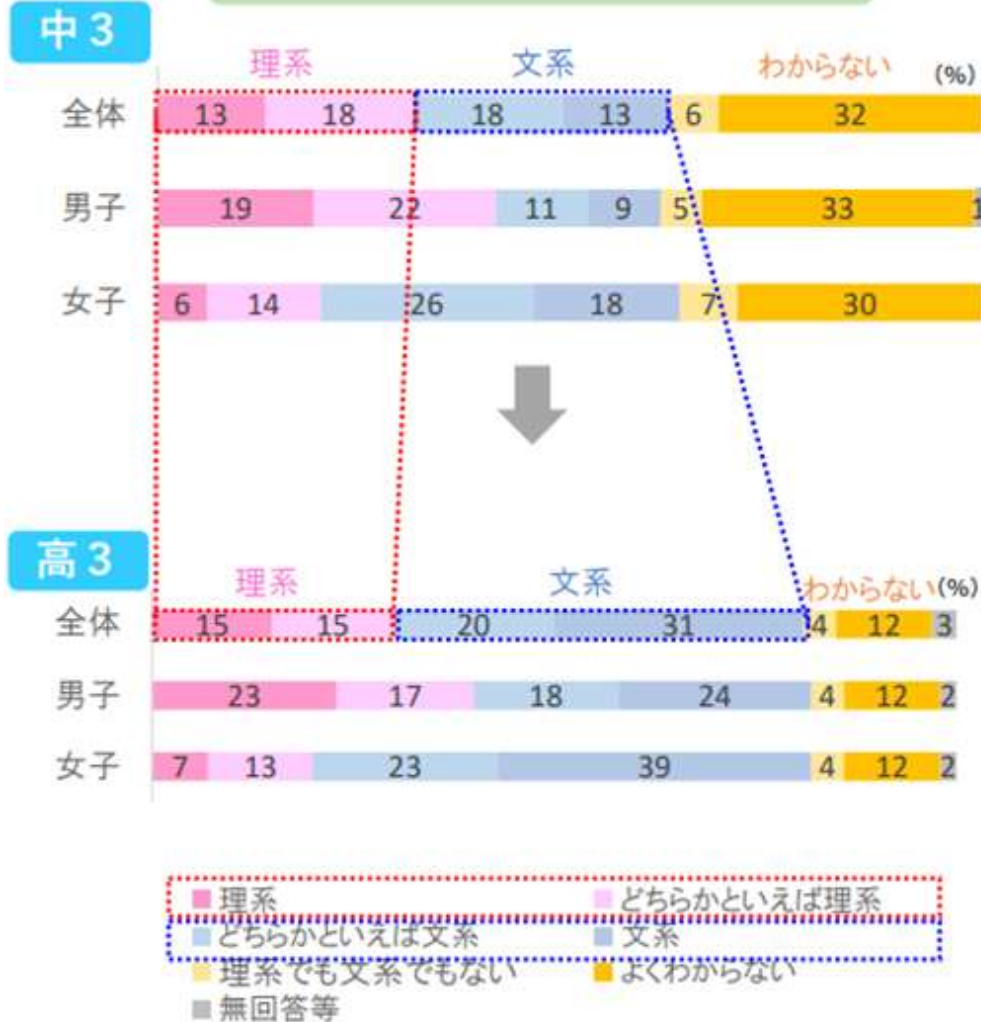 中3
理系 文系 わからない (%)
全体 13 18 18 13 6 32
男子 19 22 11 9 5 33 1
女子 6 14 26 18 7 30
高3
理系 文系 わからない (%)
全体 15 15 20 31 4 12 3
男子 23 17 18 24 4 12 2
女子 7 13 23 39 4 12 2
理系 どちらかといえば理系
どちらかといえば文系 文系
理系でも文系でもない よくわからない
無回答等